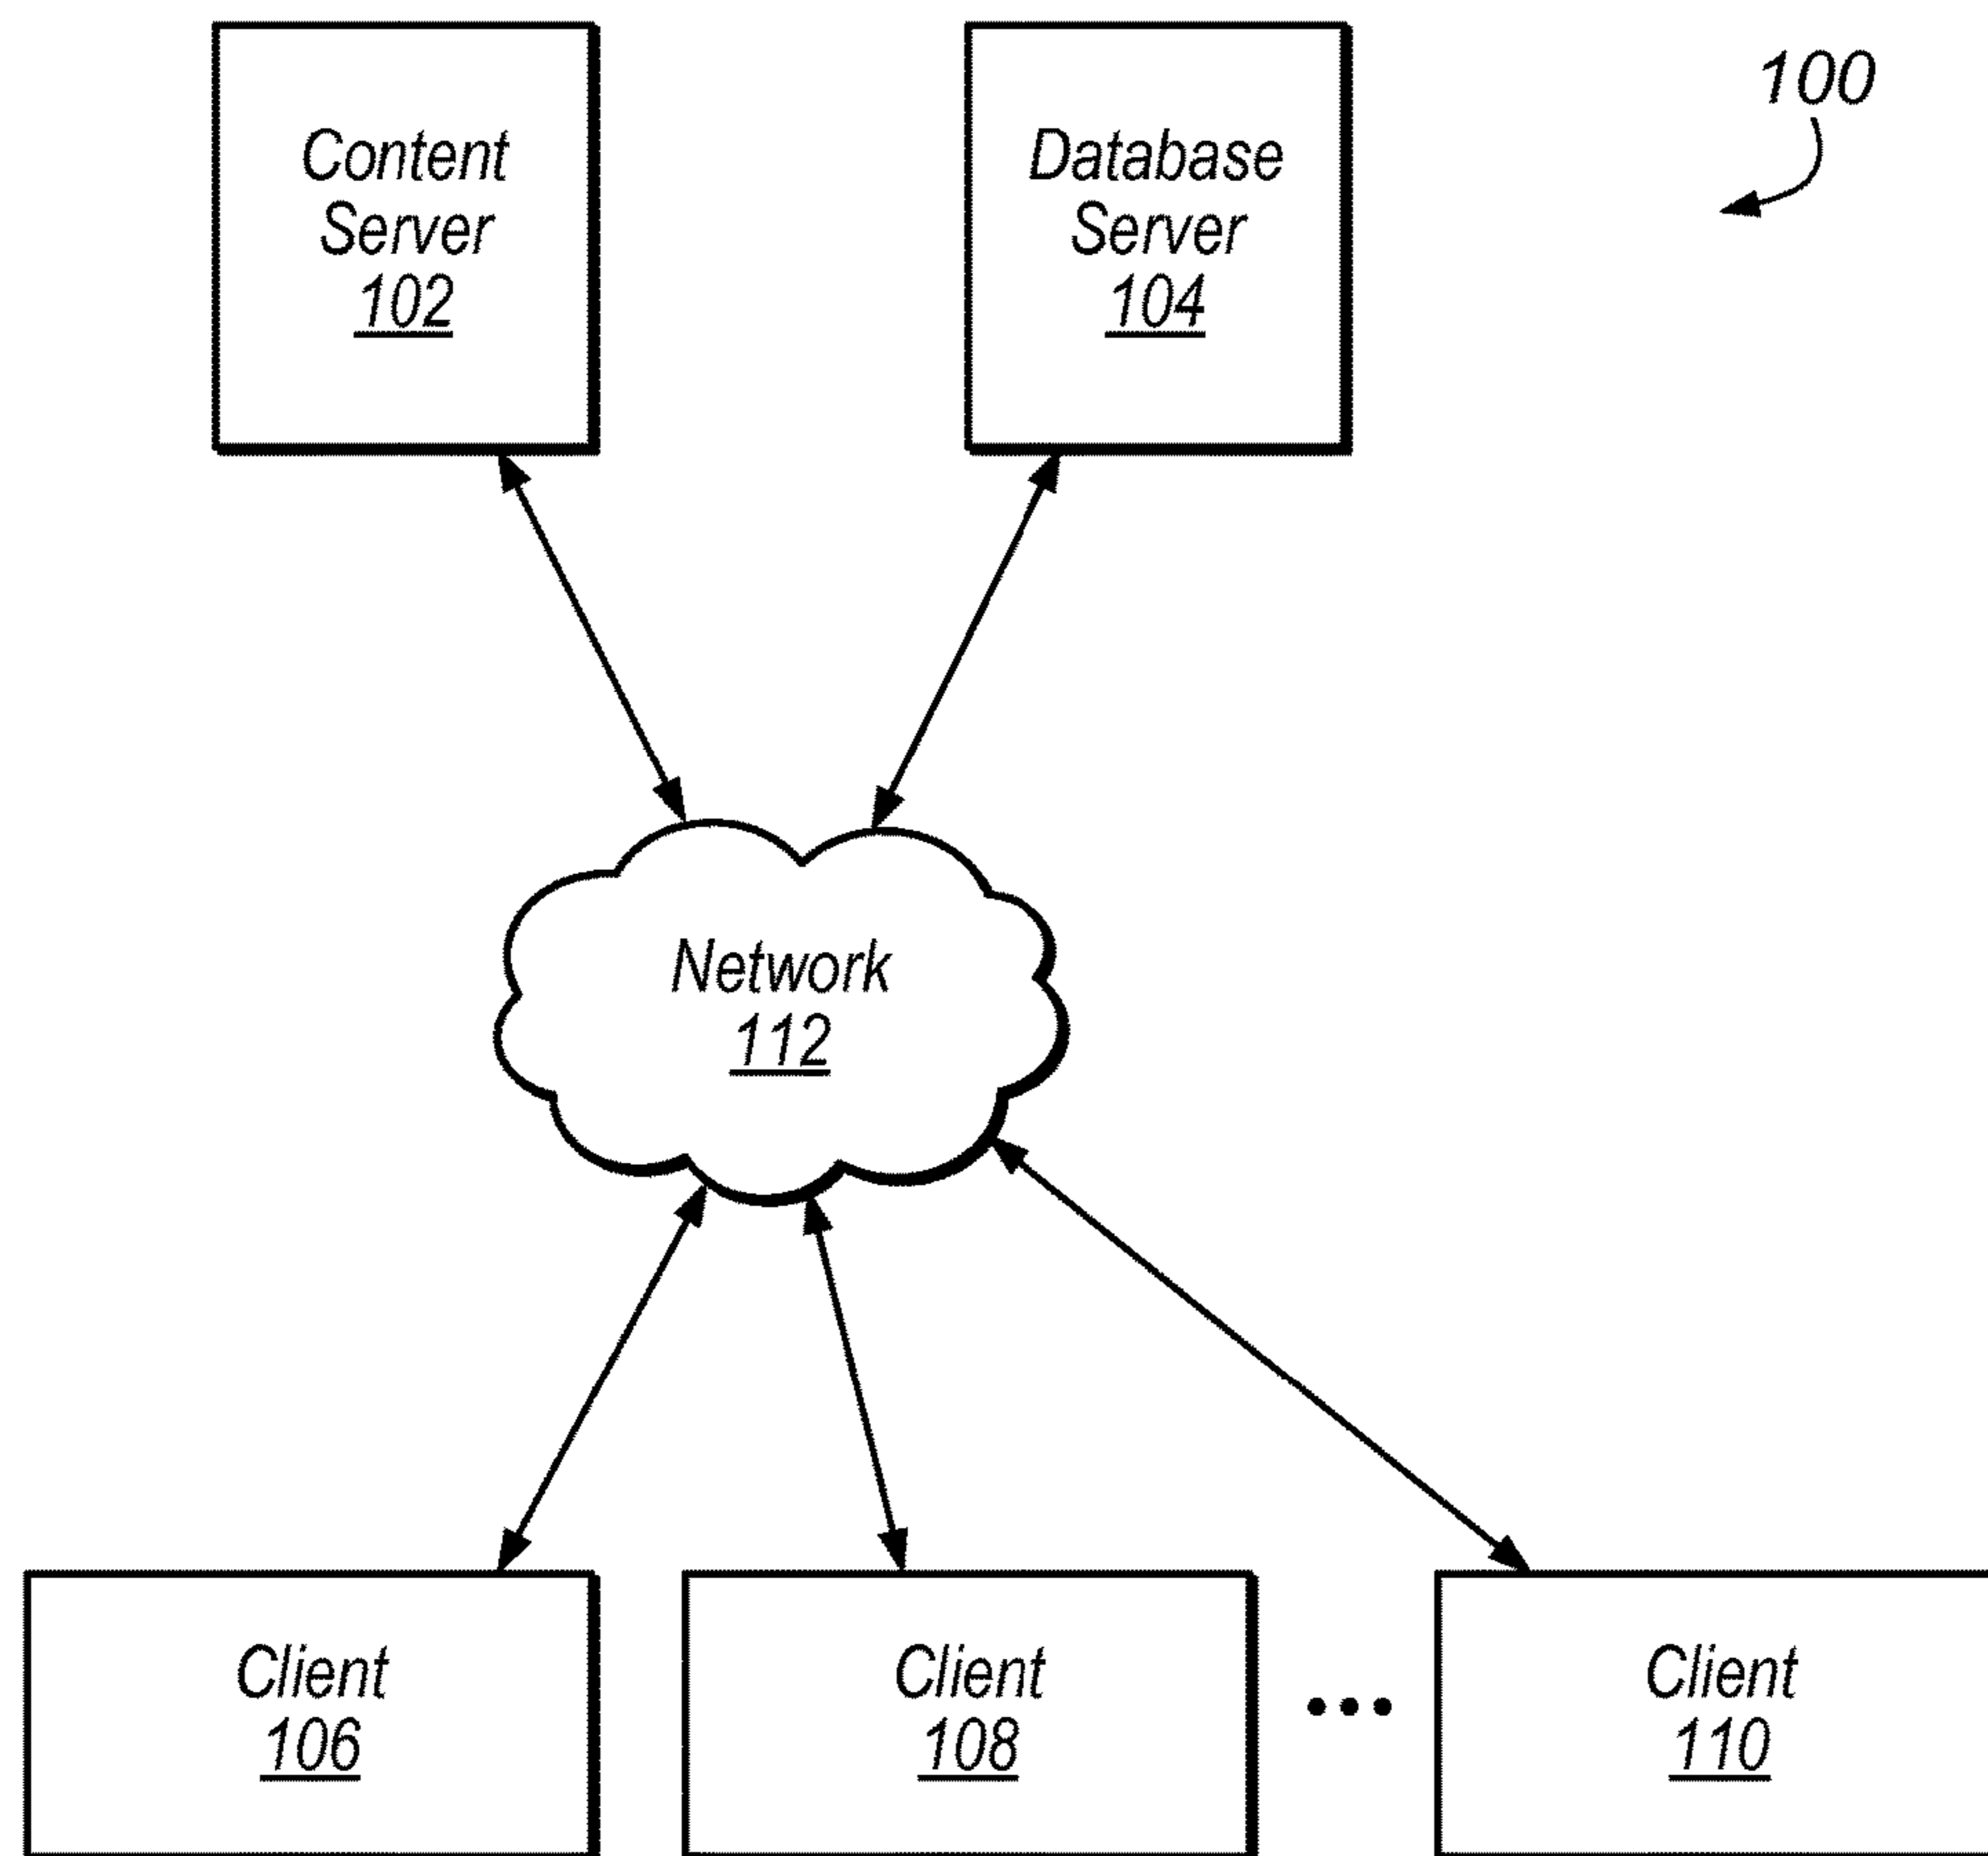 100
Content
Server
102
Database
Server
104
Network
112
Client
106
Client
108
Client
110